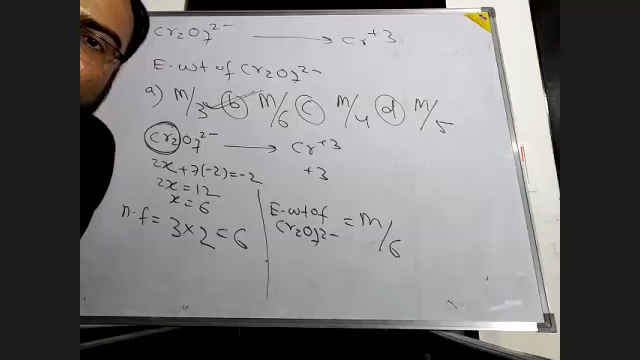 Cr₂O₇²⁻ ⟶ Cr⁺³
E.wt of Cr₂O₇²⁻
a) M/3 b M/6 c M/4 d M/5
Cr₂O₇²⁻ ⟶ Cr⁺³
2x+7(-2)=-2 +3
2x=12
x=6
n.f = 3×2=6
E-wt of Cr₂O₇²⁻ = M/6